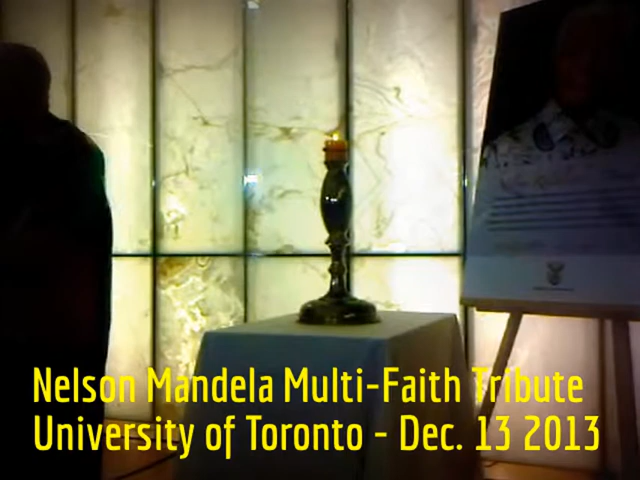 Nelson Mandela Multi-Faith Tribute
University of Toronto - Dec. 13 2013